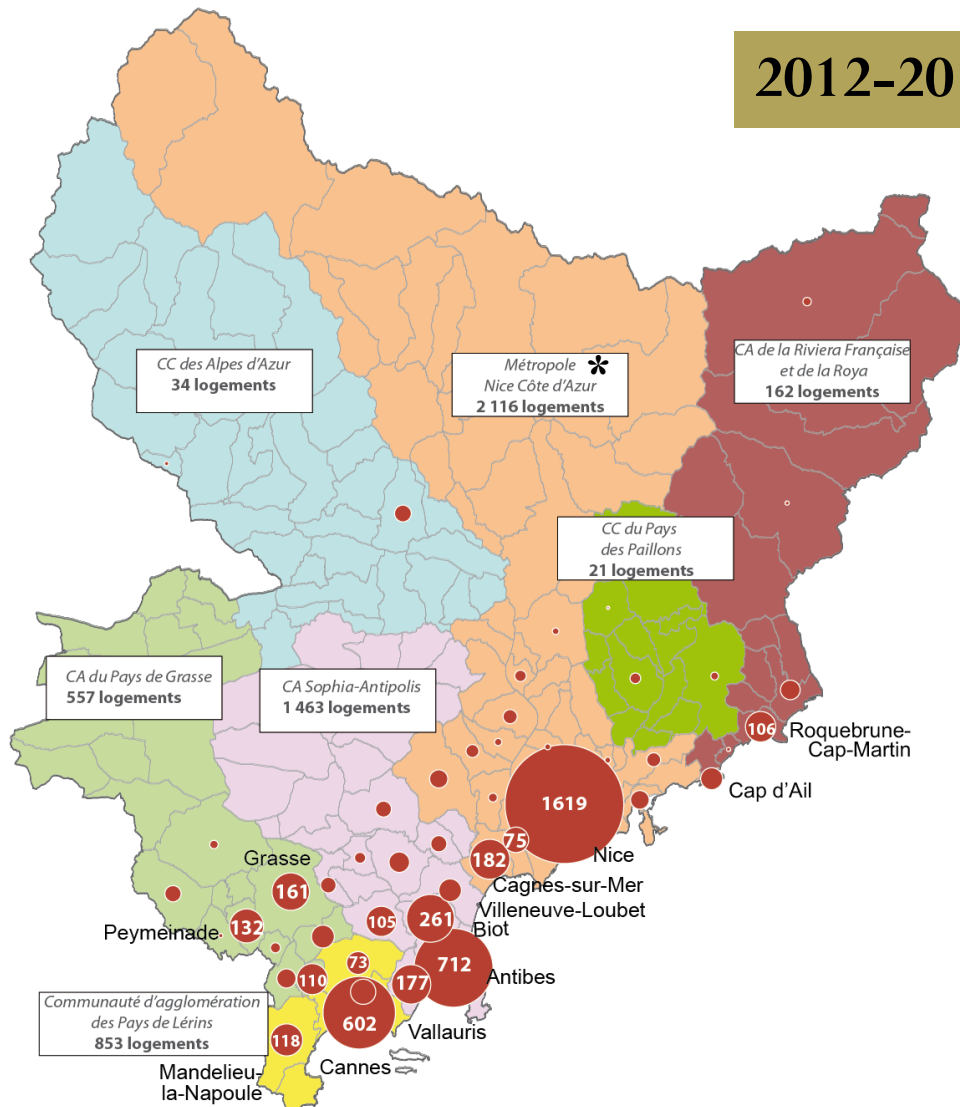 2012-20
CC des Alpes d'Azur
34 logements
Métropole *
Nice Côte d'Azur
2 116 logements
CA de la Riviera Française
et de la Roya
162 logements
CC du Pays
des Paillons
21 logements
CA du Pays de Grasse
557 logements
CA Sophia-Antipolis
1 463 logements
106
Roquebrune-
Cap-Martin
Cap d'Ail
1619
Nice
75
182
Cagnes-sur-Mer
Grasse
161
Villeneuve-Loubet
261
Biot
105
Peymeinade
132
712
Antibes
73
110
177
Vallauris
Communauté d'agglomération
des Pays de Lérins
853 logements
602
Cannes
118
Mandelieu-
la-Napoule